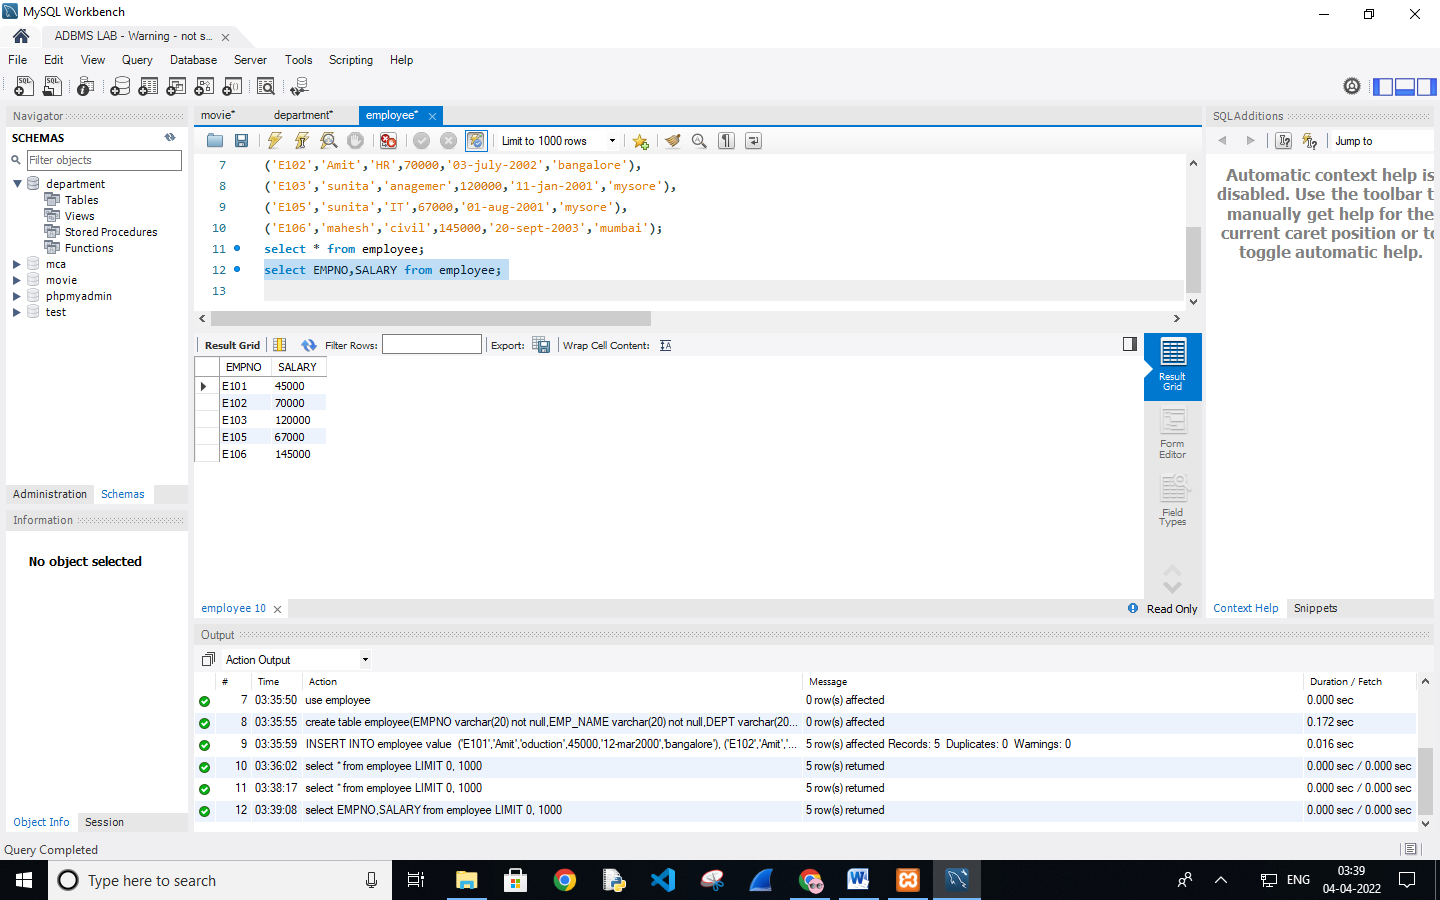 MySQL Workbench
ADBMS LAB - Warning - not s...
File Edit View Query Database Server Tools Scripting Help
Navigator
SCHEMAS
Filter objects
department
Tables
Views
Stored Procedures
Functions
mca
movie
phpmyadmin
test
Administration Schemas
Information
No object selected
Object Info Session
movie* department* employee*
Limit to 1000 rows
7 ('E102','Amit','HR',70000,'03-july-2002','bangalore'),
8 ('E103','sunita','anagemer',120000,'11-jan-2001','mysore'),
9 ('E105','sunita','IT',67000,'01-aug-2001','mysore'),
10 ('E106','mahesh','civil',145000,'20-sept-2003','mumbai');
11 select * from employee;
12 select EMPNO,SALARY from employee;
13
Result Grid Filter Rows: Export: Wrap Cell Content:
EMPNO SALARY
E101 45000
E102 70000
E103 120000
E105 67000
E106 145000
Result Grid
Form Editor
Field Types
employee 10
Read Only
SQLAdditions
Jump to
Automatic context help is
disabled. Use the toolbar t
manually get help for the
current caret position or to
toggle automatic help.
Context Help Snippets
Output
Action Output
# Time Action Message Duration / Fetch
7 03:35:50 use employee 0 row(s) affected 0.000 sec
8 03:35:55 create table employee(EMPNO varchar(20) not null,EMP_NAME varchar(20) not null,DEPT varchar(20... 0 row(s) affected 0.172 sec
9 03:35:59 INSERT INTO employee value ('E101','Amit','oduction',45000,'12-mar2000','bangalore'), ('E102','Amit','... 5 row(s) affected Records: 5 Duplicates: 0 Warnings: 0 0.016 sec
10 03:36:02 select * from employee LIMIT 0, 1000 5 row(s) returned 0.000 sec / 0.000 sec
11 03:38:17 select * from employee LIMIT 0, 1000 5 row(s) returned 0.000 sec / 0.000 sec
12 03:39:08 select EMPNO,SALARY from employee LIMIT 0, 1000 5 row(s) returned 0.000 sec / 0.000 sec
Query Completed
Type here to search
ENG
03:39
04-04-2022